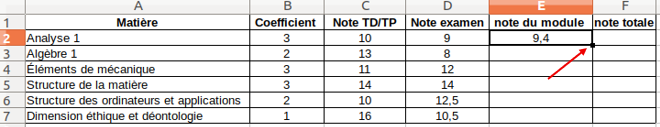 A B C D E F
1 Matière Coefficient Note TD/TP Note examen note du module note totale
2 Analyse 1 3 10 9 9,4
3 Algèbre 1 2 13 8
4 Éléments de mécanique 3 11 12
5 Structure de la matière 3 14 14
6 Structure des ordinateurs et applications 2 10 12,5
7 Dimension éthique et déontologie 1 16 10,5